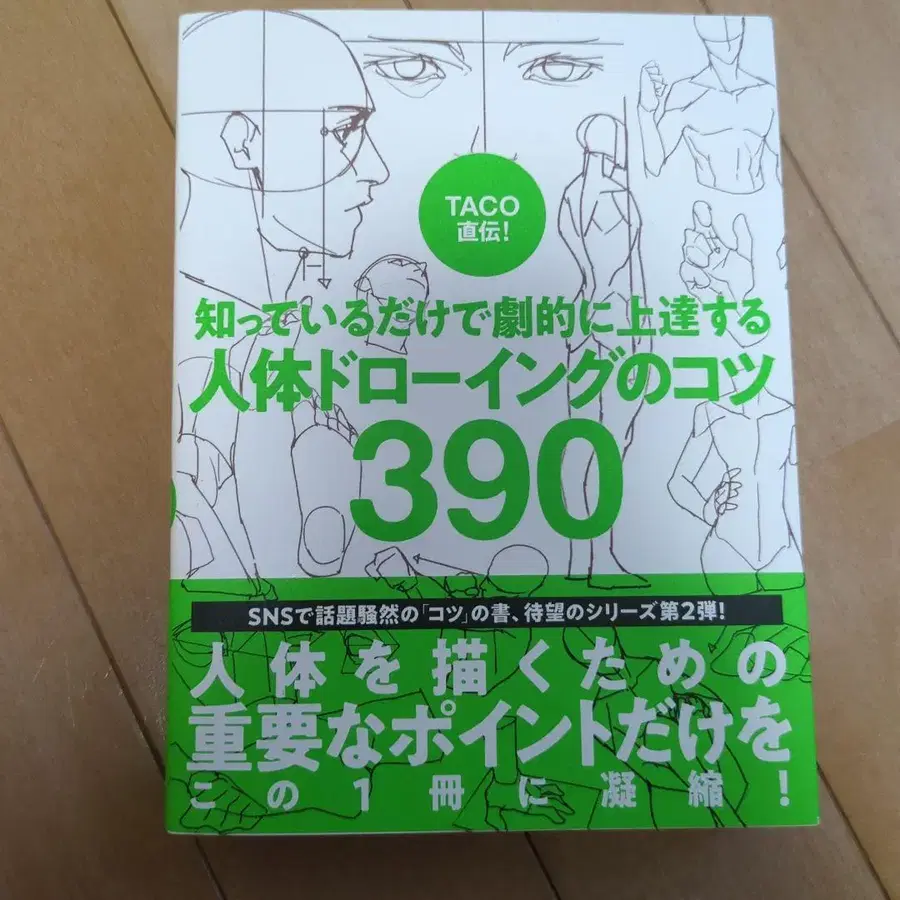 TACO
直伝!
知っているだけで劇的に上達する
人体ドローイングのコツ
390
SNSで話題騒然の「コツ」の書、待望のシリーズ第2弾!
人体を描くための
重要なポイントだけを
この1冊に凝縮!